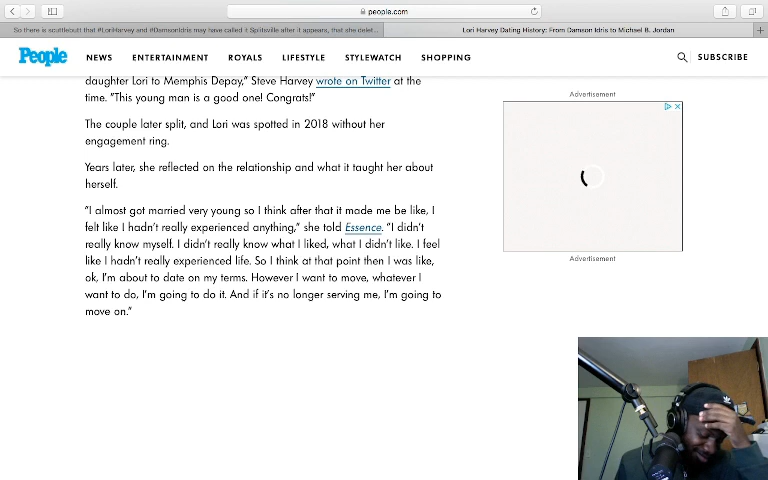 people.com
So there is scuttlebutt that #LoriHarvey and #DamsonIdris may have called it Splitsville after it appears, that she delet...
Lori Harvey Dating History: From Damson Idris to Michael B. Jordan
People NEWS ENTERTAINMENT ROYALS LIFESTYLE STYLEWATCH SHOPPING SUBSCRIBE
daughter Lori to Memphis Depay," Steve Harvey wrote on Twitter at the
time. "This young man is a good one! Congrats!"
The couple later split, and Lori was spotted in 2018 without her
engagement ring.
Years later, she reflected on the relationship and what it taught her about
herself.
"I almost got married very young so I think after that it made me be like, I
felt like I hadn't really experienced anything," she told Essence. "I didn't
really know myself. I didn't really know what I liked, what I didn't like. I feel
like I hadn't really experienced life. So I think at that point then I was like,
ok, I'm about to date on my terms. However I want to move, whatever I
want to do, I'm going to do it. And if it's no longer serving me, I'm going to
move on."
Advertisement
Advertisement